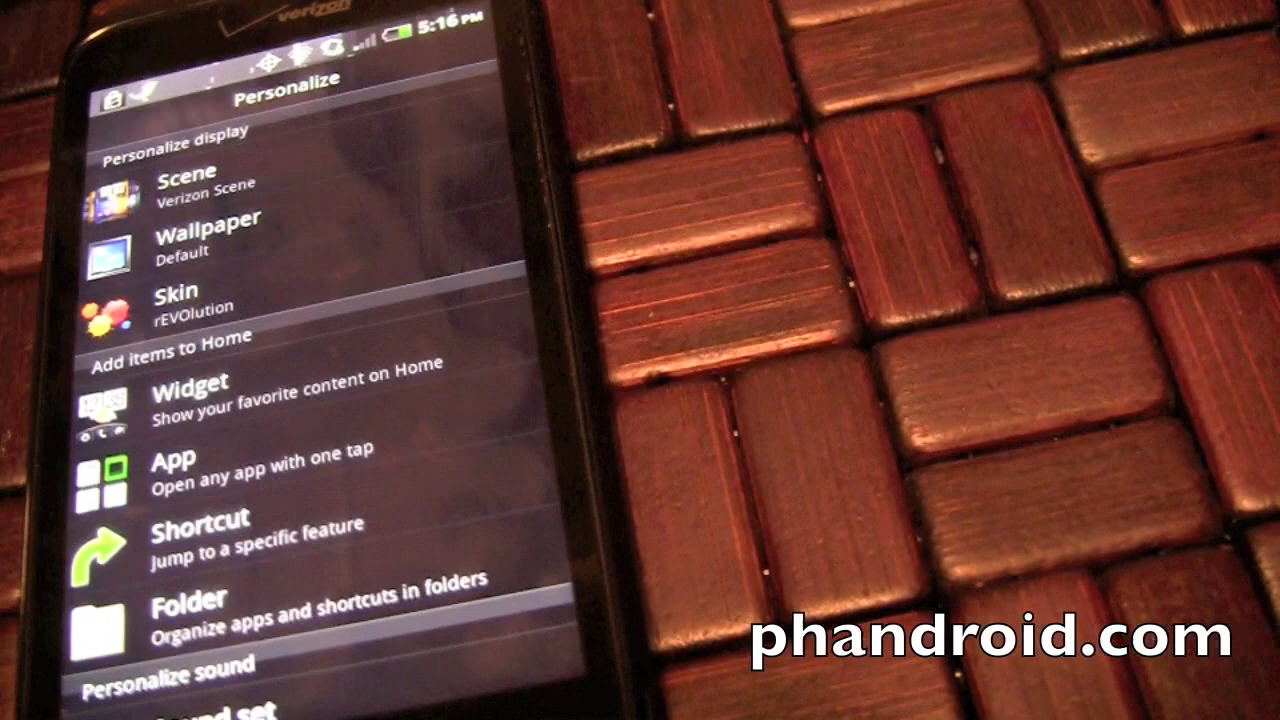 verizon
5:16 PM
Personalize
Personalize display
Scene
Verizon Scene
Wallpaper
Default
Skin
rEVOlution
Add items to Home
Widget
Show your favorite content on Home
App
Open any app with one tap
Shortcut
Jump to a specific feature
Folder
Organize apps and shortcuts in folders
Personalize sound
Sound set
phandroid.com